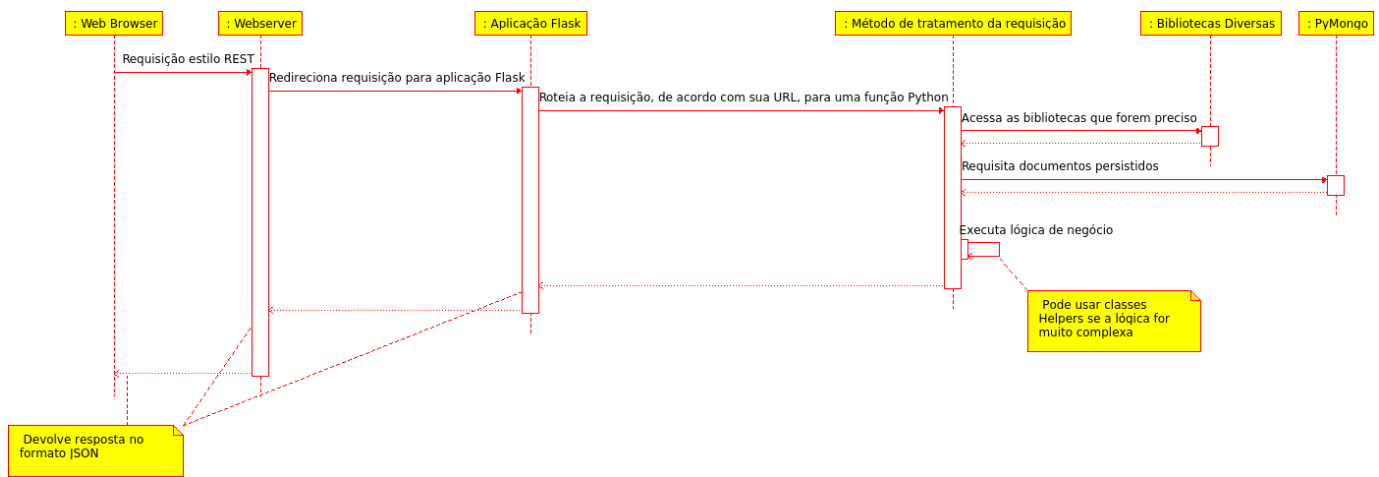 : Web Browser
: Webserver
: Aplicação Flask
: Método de tratamento da requisição
: Bibliotecas Diversas
: PyMongo
Requisição estilo REST
Redireciona requisição para aplicação Flask
Roteia a requisição, de acordo com sua URL, para uma função Python
Acessa as bibliotecas que forem preciso
Requisita documentos persistidos
Executa lógica de negócio
Pode usar classes
Helpers se a lógica for
muito complexa
Devolve resposta no
formato JSON